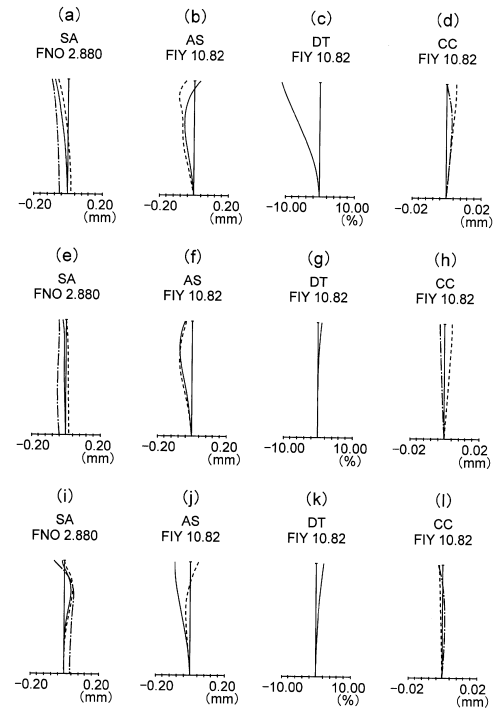 (a) (b) (c) (d)
SA AS DT CC
FNO 2.880 FIY 10.82 FIY 10.82 FIY 10.82
−0.20 0.20 −0.20 0.20 −10.00 10.00 −0.02 0.02
(mm) (mm) (%) (mm)
(e) (f) (g) (h)
SA AS DT CC
FNO 2.880 FIY 10.82 FIY 10.82 FIY 10.82
−0.20 0.20 −0.20 0.20 −10.00 10.00 −0.02 0.02
(mm) (mm) (%) (mm)
(i) (j) (k) (l)
SA AS DT CC
FNO 2.880 FIY 10.82 FIY 10.82 FIY 10.82
−0.20 0.20 −0.20 0.20 −10.00 10.00 −0.02 0.02
(mm) (mm) (%) (mm)